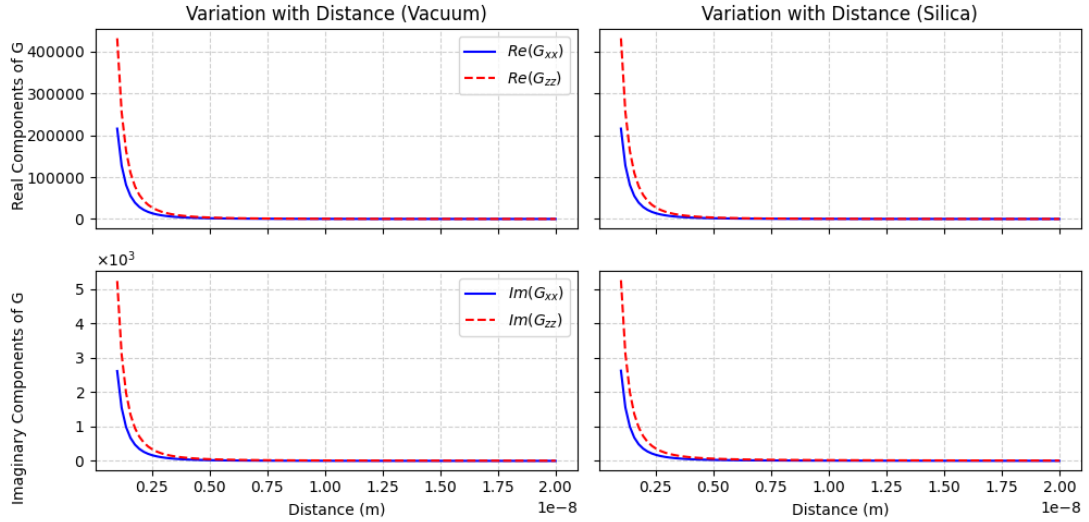 Variation with Distance (Vacuum)
Variation with Distance (Silica)
Real Components of G
400000
300000
200000
100000
0
Re(G_xx)
Re(G_zz)
×10³
Imaginary Components of G
5
4
3
2
1
0
Im(G_xx)
Im(G_zz)
0.25 0.50 0.75 1.00 1.25 1.50 1.75 2.00
1e−8
Distance (m)
0.25 0.50 0.75 1.00 1.25 1.50 1.75 2.00
1e−8
Distance (m)